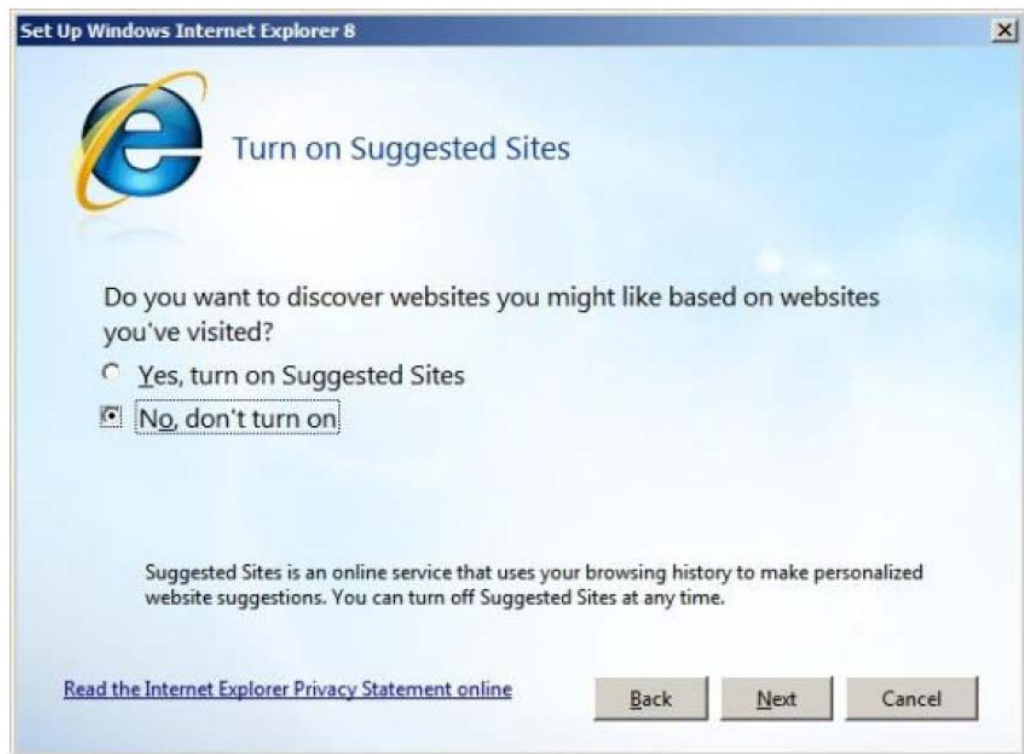 Set Up Windows Internet Explorer 8
Turn on Suggested Sites
Do you want to discover websites you might like based on websites
you've visited?
Yes, turn on Suggested Sites
No, don't turn on
Suggested Sites is an online service that uses your browsing history to make personalized
website suggestions. You can turn off Suggested Sites at any time.
Read the Internet Explorer Privacy Statement online
Back
Next
Cancel